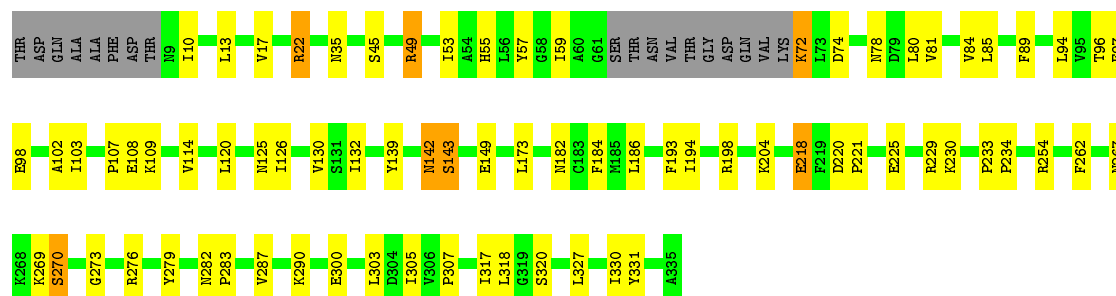 THR ASP GLN ALA ALA PHE ASP THR N9 I10 L13 V17 R22 N35 S45 R49 I53 A54 H55 L56 Y57 G58 I59 A60 G61 SER THR ASN VAL THR GLY ASP GLN VAL LYS K72 L73 D74 N78 D79 L80 V81 V84 L85 F89 L94 V95 T96
E98 A102 I103 P107 E108 K109 V114 L120 N125 I126 V130 S131 I132 Y139 N142 S143 E149 L173 N182 C183 F184 M185 L186 F193 I194 R198 K204 E218 F219 D220 P221 E225 R229 K230 P233 P234 R254 F262
K268 K269 S270 G273 R276 Y279 N282 P283 V287 K290 E300 L303 D304 I305 V306 P307 I317 L318 G319 S320 L327 I330 Y331 A335